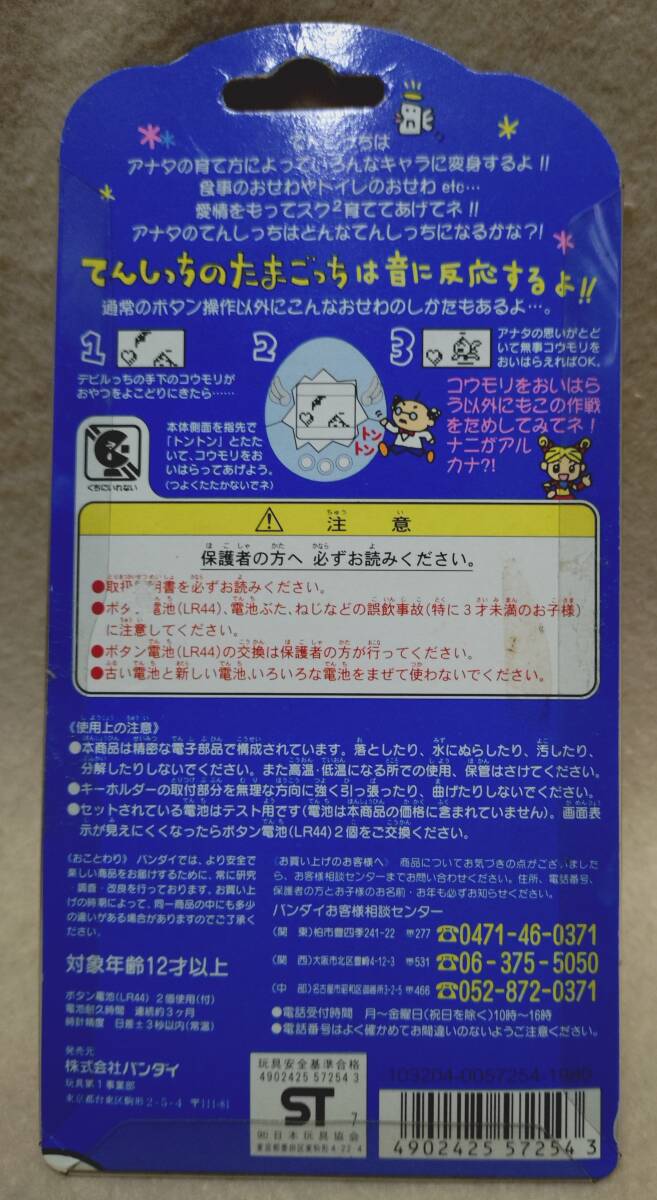 てんしっちは
アナタの育て方によっていろんなキャラに変身するよ!!
食事のおせわやトイレのおせわ etc…
愛情をもってスク²育ててあげてネ!!
アナタのてんしっちはどんなてんしっちになるかな?!
てんしっちのたまごっちは音に反応するよ!!
通常のボタン操作以外にこんなおせわのしかたもあるよ…。
1
デビルっちの手下のコウモリが
おやつをよこどりにきたら……
2
本体側面を指先で
「トントン」とたた
いて、コウモリをお
いはらってあげよう。
(つよくたたかないでネ)
トントン
3
アナタの思いがとど
いて無事コウモリを
おいはらえればOK。
コウモリをおいはら
う以外にもこの作戦
をためしてみてネ!
ナニガアル
カナ?!
くちにいれない
注意
保護者の方へ 必ずお読みください。
●取扱説明書を必ずお読みください。
●ボタン電池(LR44)、電池ぶた、ねじなどの誤飲事故(特に3才未満のお子様)
に注意してください。
●ボタン電池(LR44)の交換は保護者の方が行ってください。
●古い電池と新しい電池、いろいろな電池をまぜて使わないでください。
《使用上の注意》
●本商品は精密な電子部品で構成されています。落としたり、水にぬらしたり、汚したり、
分解したりしないでください。また高温・低温になる所での使用、保管はさけてください。
●キーホルダーの取付部分を無理な方向に強く引っ張ったり、曲げたりしないでください。
●セットされている電池はテスト用です(電池は本商品の価格に含まれていません)。画面表
示が見えにくくなったらボタン電池(LR44)2個をご交換ください。
《おことわり》 バンダイでは、より安全で
楽しい商品をお届けするために、常に研究
・調査・改良を行っております。お買い上げ
の時期によって、同一商品の中にも多少
の違いがある場合がありますのでご了承く
ださい。
《お買い上げのお客様へ》 商品についてお気づきの点がございました
ら、お客様相談センターまでお問い合わせください。住所、電話番号、
保護者の方とお子様のお名前・お年も必ずお知らせください。
バンダイお客様相談センター
(関 東)柏市豊四季241-22 〒277 ☎0471-46-0371
(関 西)大阪市北区豊崎4-12-3 〒531 ☎06-375-5050
(中 部)名古屋市昭和区御器所3-2-5 〒466 ☎052-872-0371
●電話受付時間 月〜金曜日(祝日を除く)10時〜16時
●電話番号はよく確かめてお間違いのないようご注意ください。
対象年齢12才以上
ボタン電池(LR44)2個使用(付)
電池耐久時間 連続約3ヶ月
時計精度 日差±3秒以内(常温)
発売元
株式会社バンダイ
玩具第1事業部
東京都台東区駒形2-5-4 〒111-81
玩具安全基準合格
4902425 57254 3
ST
7
(社)日本玩具協会
東京都墨田区東駒形4-22-4
103204-0057254-1980
4902425 572543